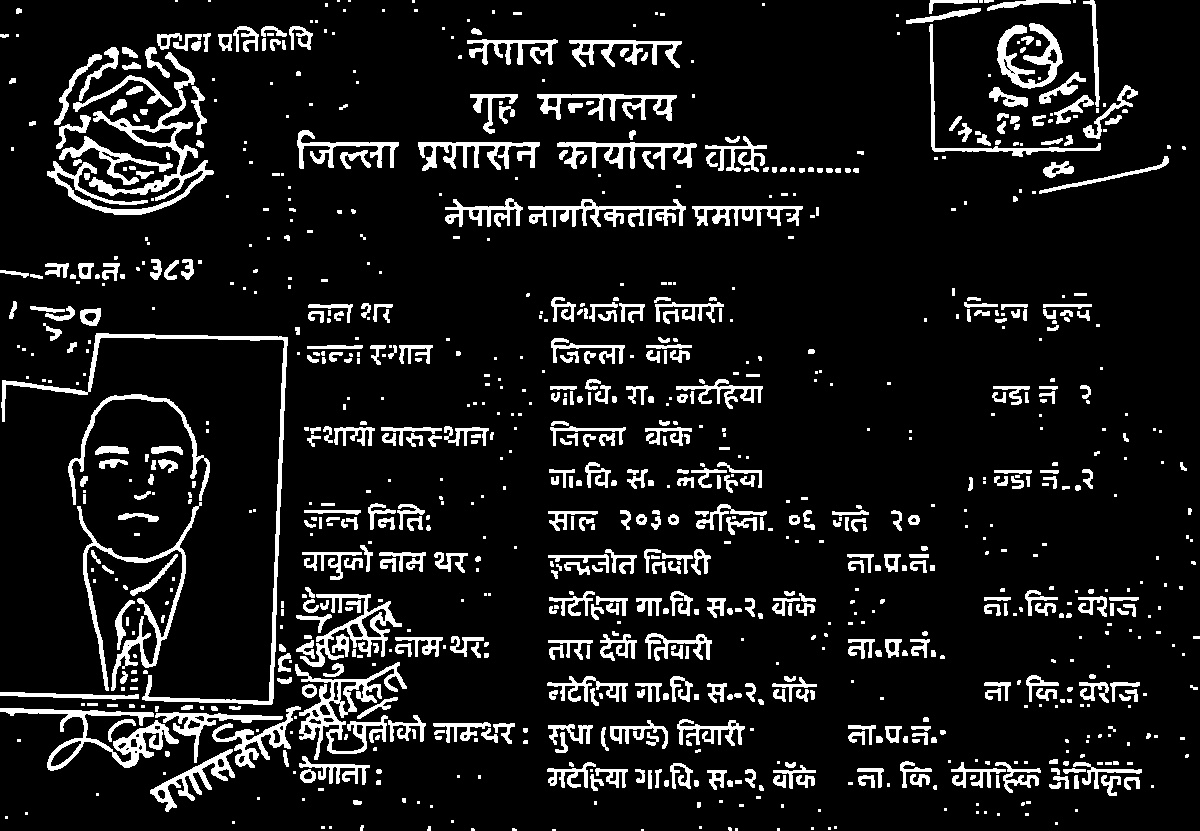 प्रथम प्रतिलिपि
नेपाल सरकार
गृह मन्त्रालय
जिल्ला प्रशासन कार्यालय बाँके............
नेपाली नागरिकताको प्रमाणपत्र
ना.प्र.नं. ३८३
नाम थर विश्वजीत तिवारी लिङ्ग पुरुष
जन्म स्थान जिल्ला बाँके
गा.वि. स. मटेहिया वडा नं २
स्थायी वासस्थान जिल्ला बाँके
गा.वि. स. मटेहिया वडा नं. २
जन्म मिति: साल २०३० महिना. ०६ गते २०
बाबुको नाम थर : इन्द्रजीत तिवारी ना.प्र.नं.
ठेगाना : मटेहिया गा.वि. स.-२, बाँके ना. कि.: वंशज
आमाको नाम थर: तारा देवी तिवारी ना.प्र.नं.
ठेगाना मटेहिया गा.वि. स.-२, बाँके ना कि.: वंशज
पति/पत्नीको नामथर : सुधा (पाण्डे) तिवारी ना.प्र.नं.
ठेगाना : मटेहिया गा.वि. स.-२, बाँके ना. कि. वैवाहिक अंगिकृत
प्रशासकीय अधिकृत